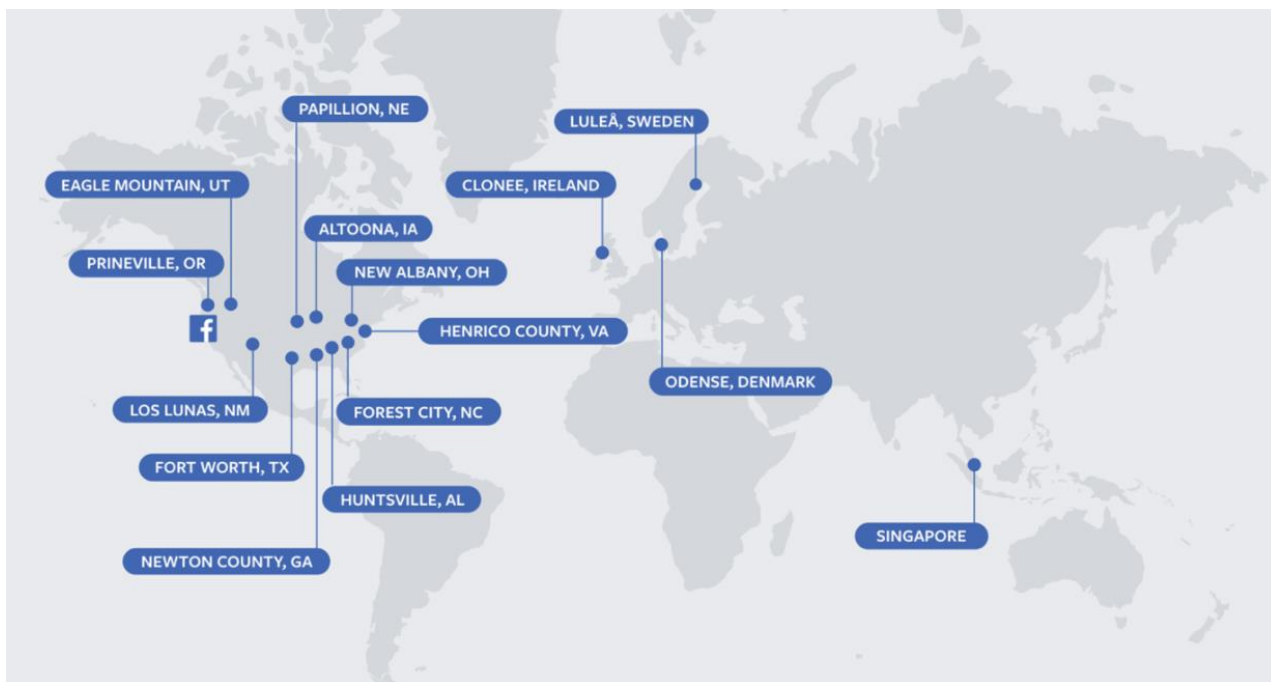 PAPILLION, NE
LULEÅ, SWEDEN
EAGLE MOUNTAIN, UT
CLONEE, IRELAND
ALTOONA, IA
PRINEVILLE, OR
NEW ALBANY, OH
HENRICO COUNTY, VA
ODENSE, DENMARK
LOS LUNAS, NM
FOREST CITY, NC
FORT WORTH, TX
HUNTSVILLE, AL
SINGAPORE
NEWTON COUNTY, GA